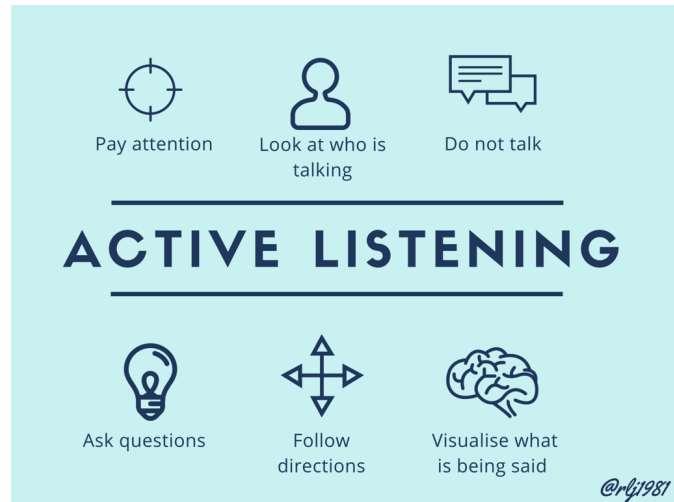 Pay attention
Look at who is
talking
Do not talk
ACTIVE LISTENING
Ask questions
Follow
directions
Visualise what
is being said
@rlj1981